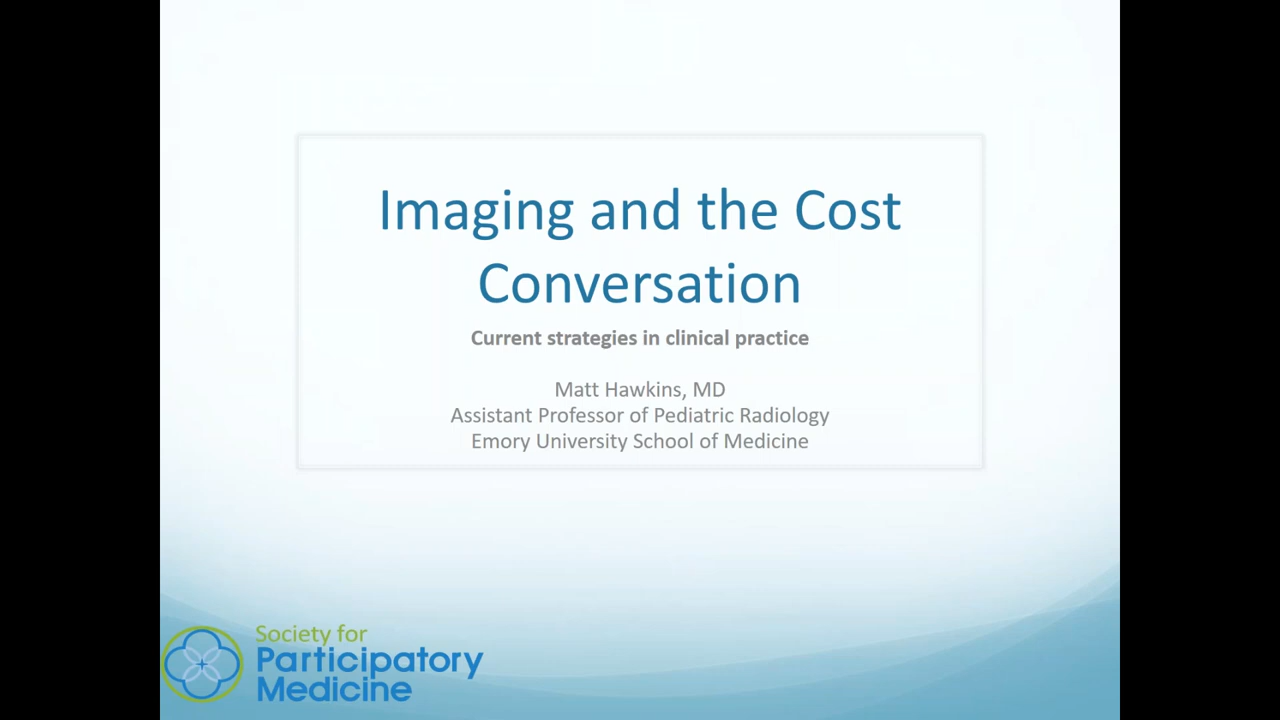 Imaging and the Cost
Conversation
Current strategies in clinical practice
Matt Hawkins, MD
Assistant Professor of Pediatric Radiology
Emory University School of Medicine
Society for
Participatory
Medicine